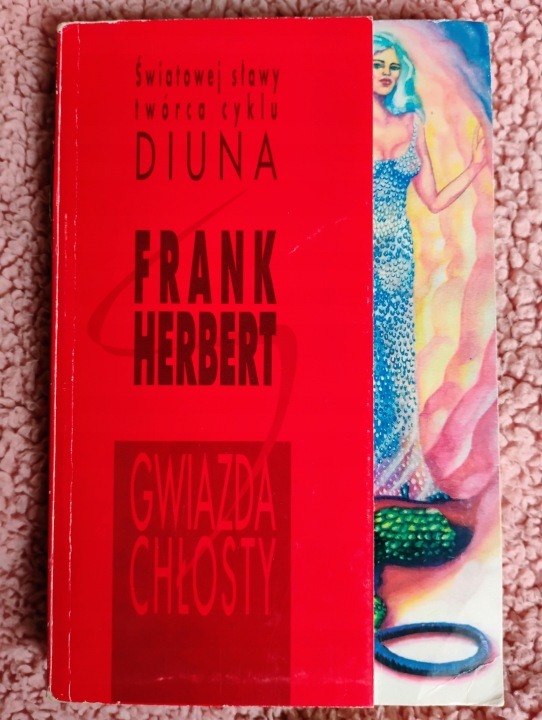 Światowej sławy
twórca cyklu
DIUNA
FRANK
HERBERT
GWIAZDA
CHŁOSTY